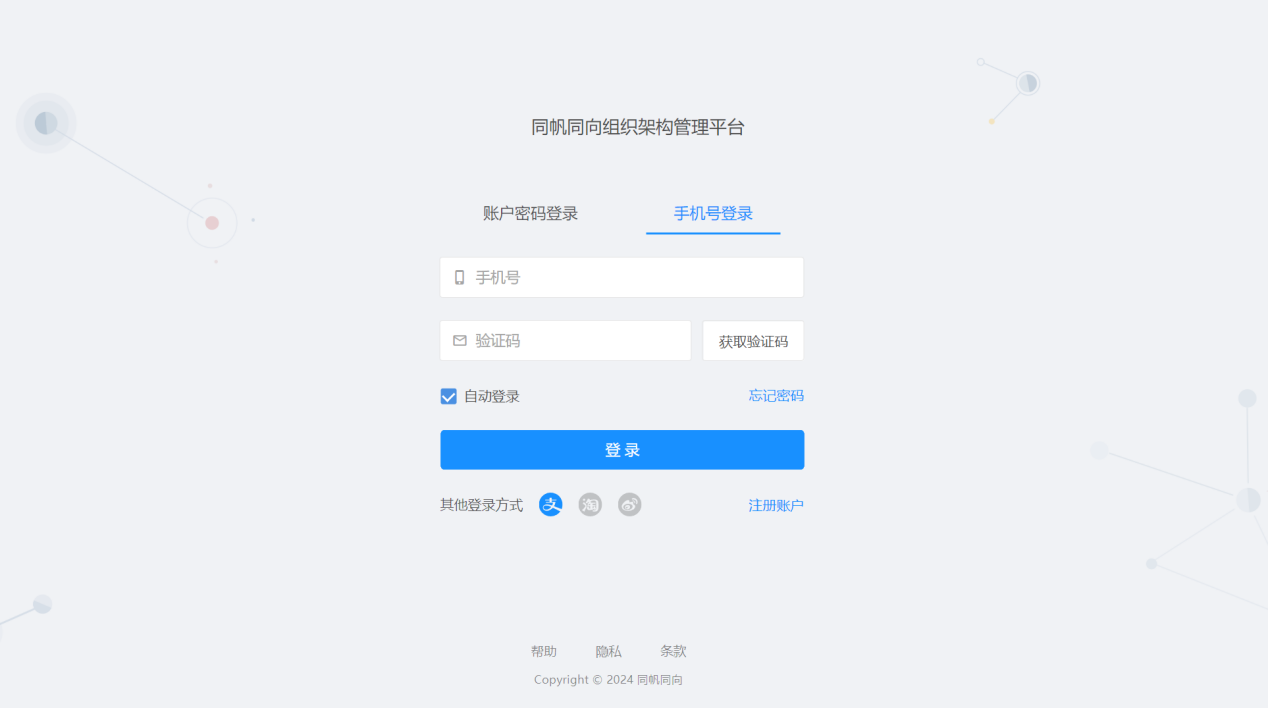 同帆同向组织架构管理平台
账户密码登录 手机号登录
手机号
验证码 获取验证码
自动登录 忘记密码
登 录
其他登录方式 支 淘 注册账户
帮助 隐私 条款
Copyright © 2024 同帆同向